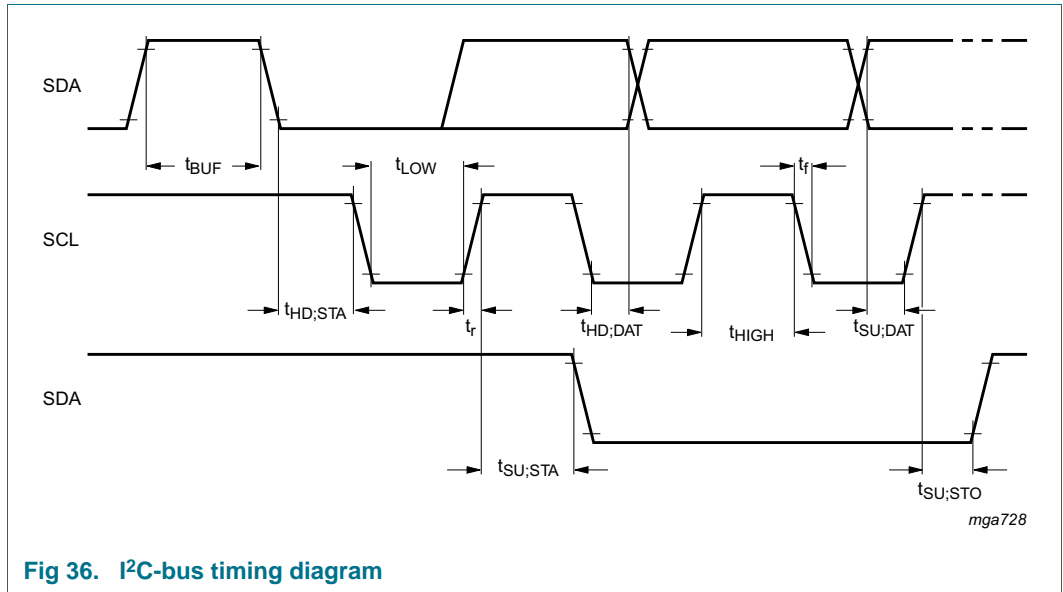 SDA
tBUF
tLOW
tf
SCL
tHD;STA
tr
tHD;DAT
tHIGH
tSU;DAT
SDA
tSU;STA
tSU;STO
mga728
Fig 36. I²C-bus timing diagram